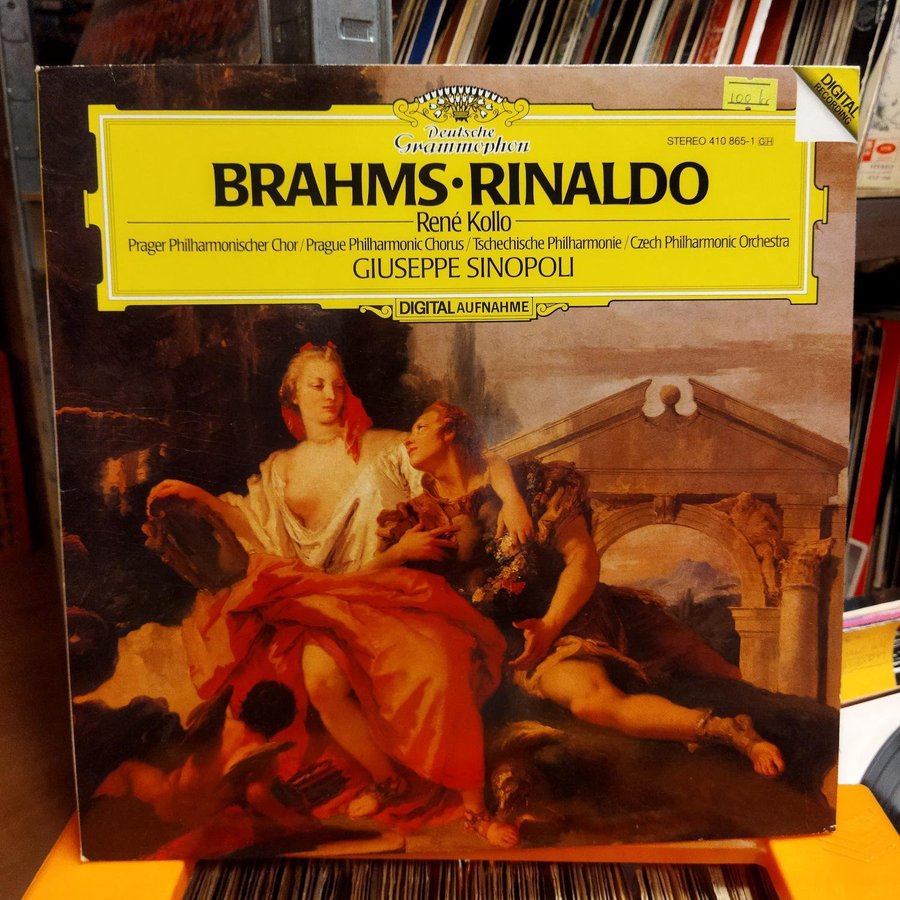 100 kr
DIGITAL
RECORDING
Deutsche
Grammophon
STEREO 410 865-1 GH
BRAHMS·RINALDO
René Kollo
Prager Philharmonischer Chor / Prague Philharmonic Chorus / Tschechische Philharmonie / Czech Philharmonic Orchestra
GIUSEPPE SINOPOLI
DIGITAL AUFNAHME